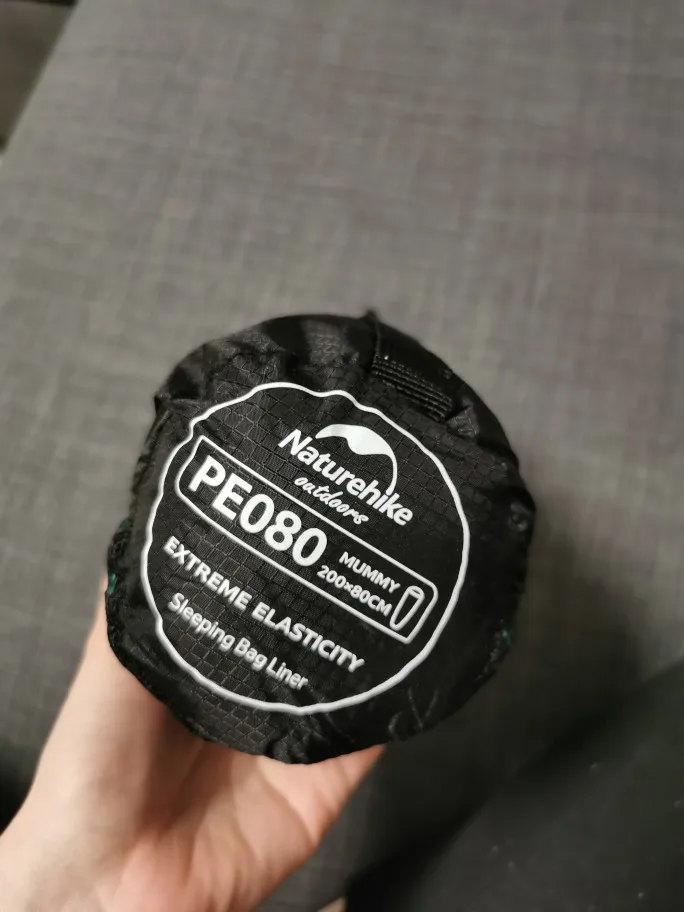 Naturehike
outdoors
PE080
MUMMY
200×80CM
EXTREME ELASTICITY
Sleeping Bag Liner